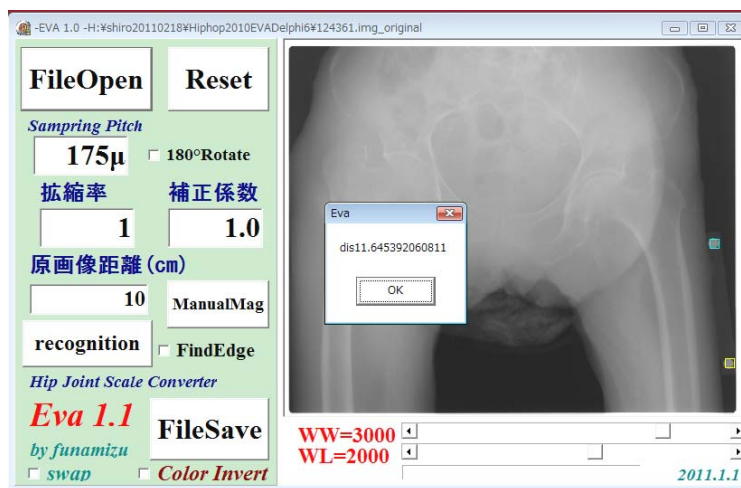 -EVA 1.0 -H:¥shiro20110218¥Hiphop2010EVADelphi6¥124361.img_original
FileOpen
Reset
Sampring Pitch
175μ
180°Rotate
拡縮率
補正係数
1
1.0
原画像距離(cm)
10
ManualMag
recognition
FindEdge
Hip Joint Scale Converter
Eva 1.1
FileSave
by funamizu
swap
Color Invert
Eva
dis11.645392060811
OK
WW=3000
WL=2000
2011.1.1